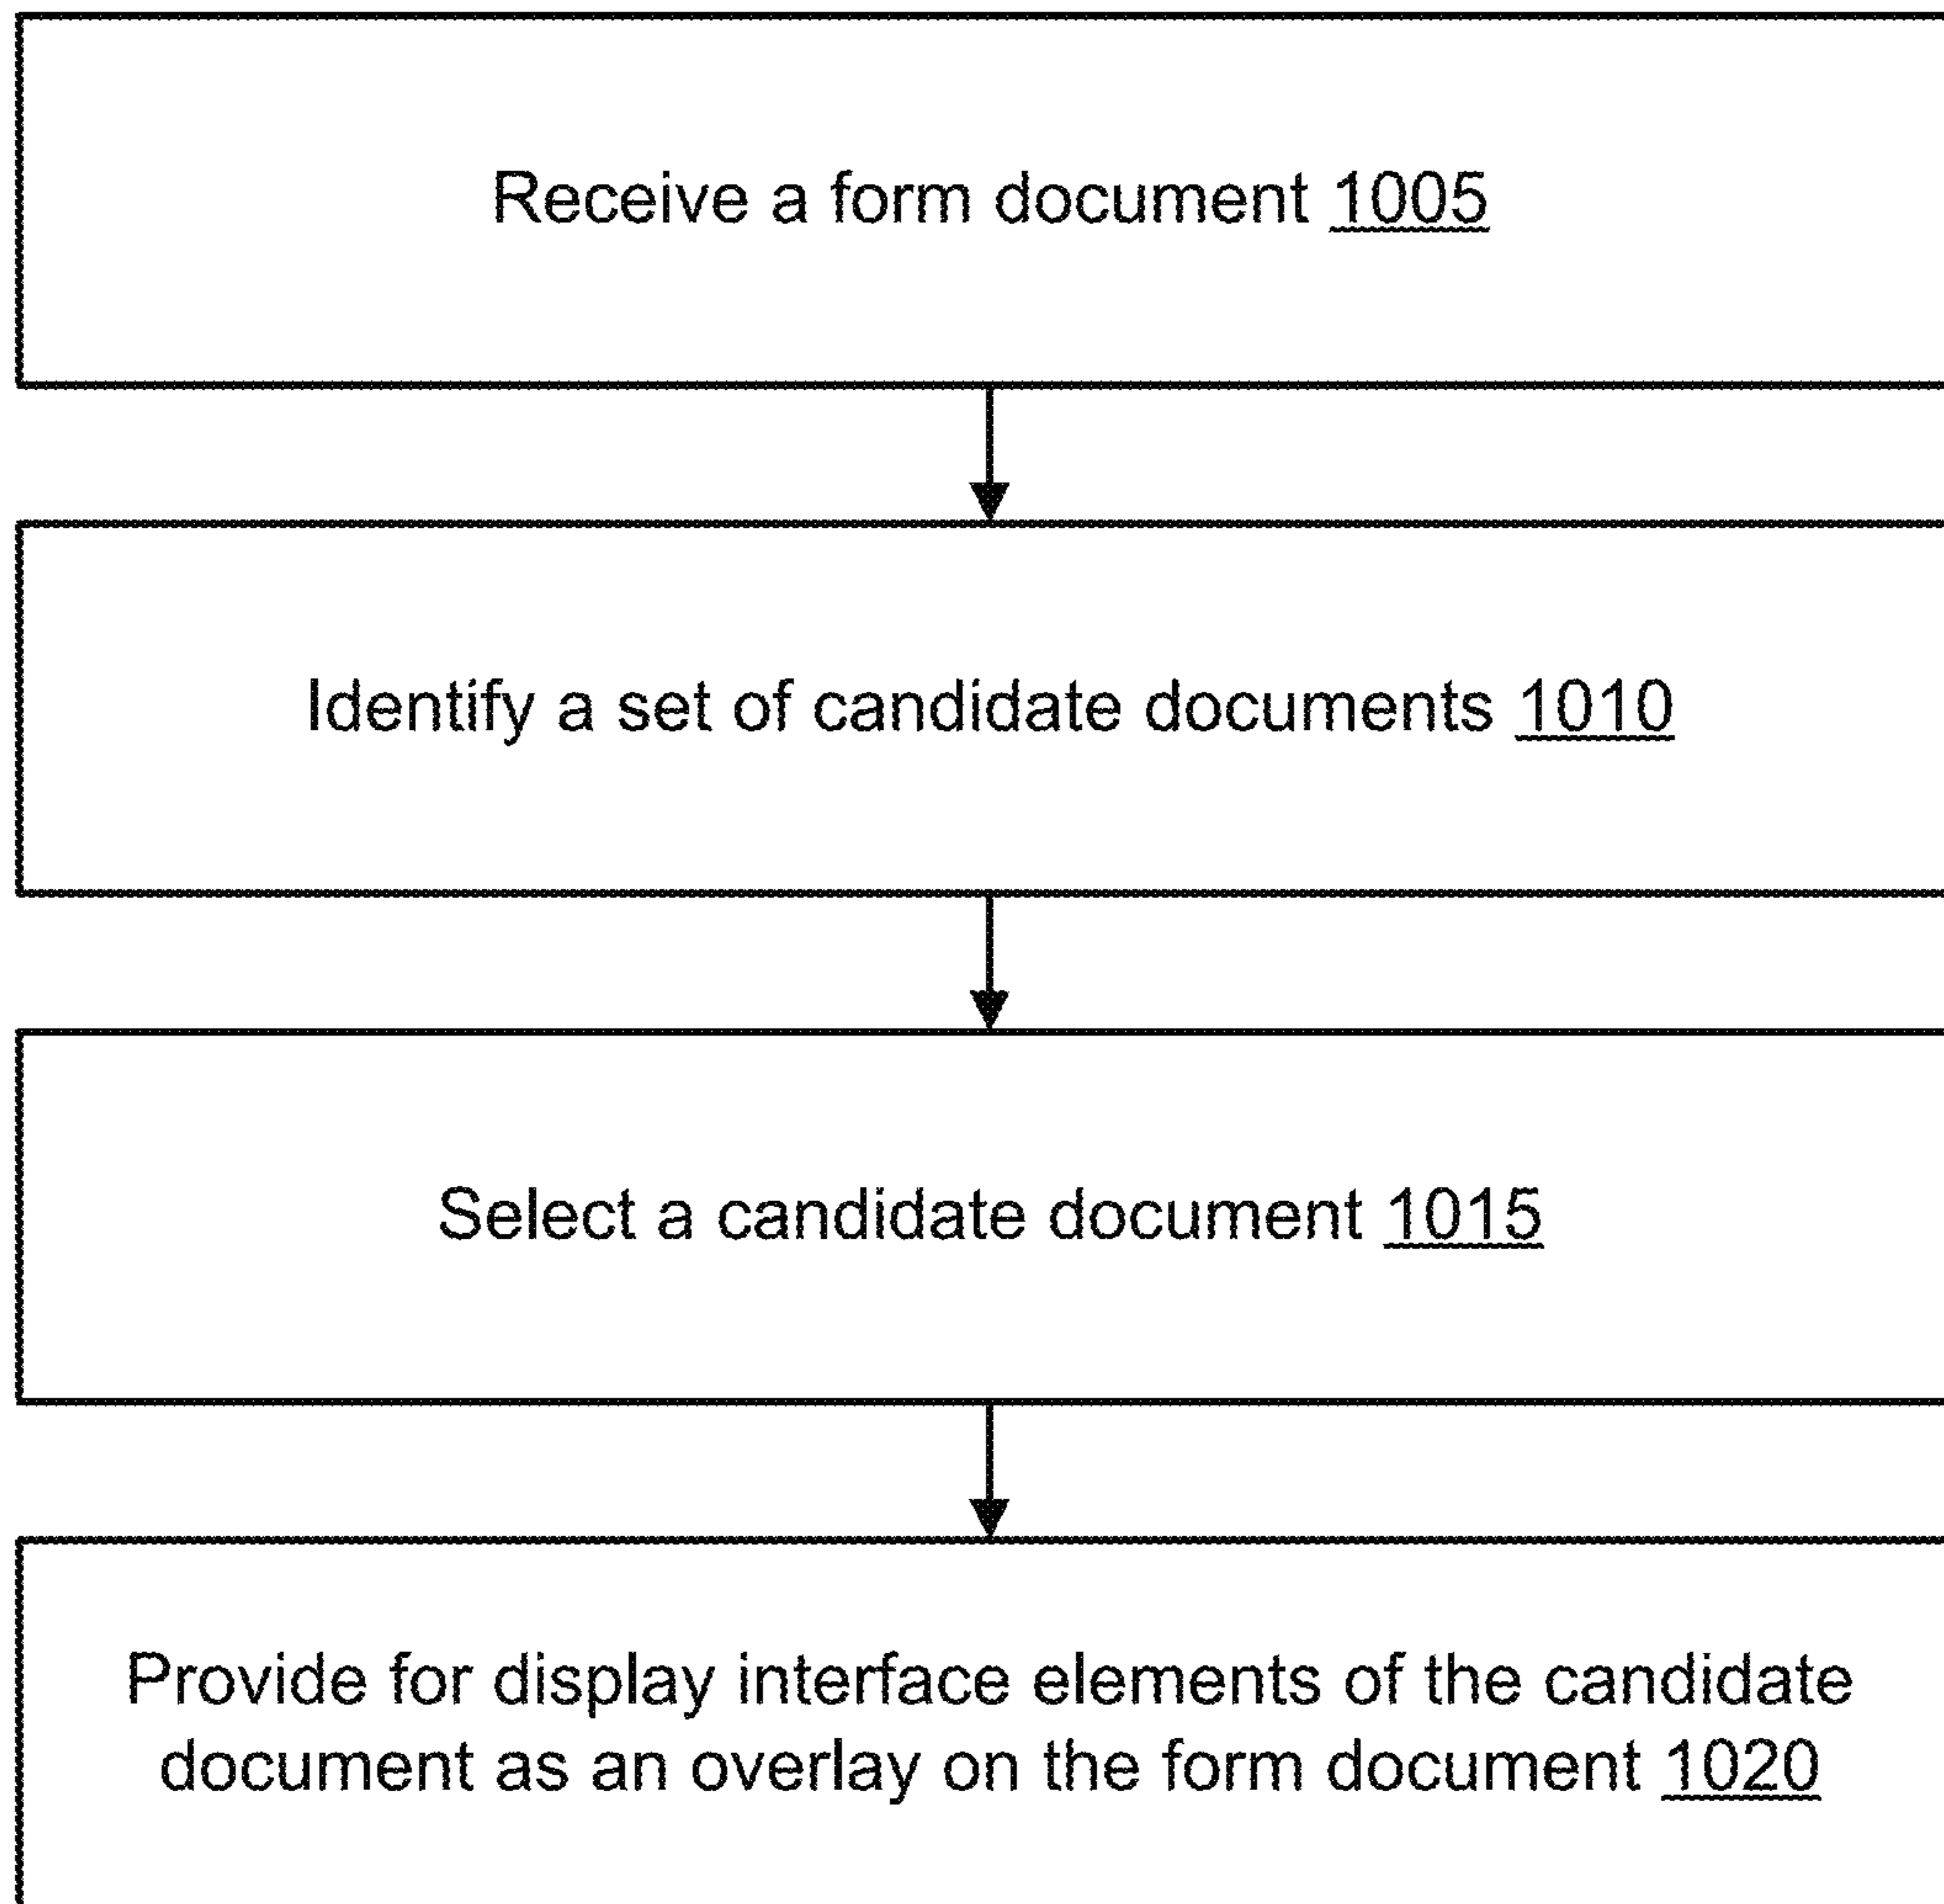 Receive a form document 1005
Identify a set of candidate documents 1010
Select a candidate document 1015
Provide for display interface elements of the candidate
document as an overlay on the form document 1020